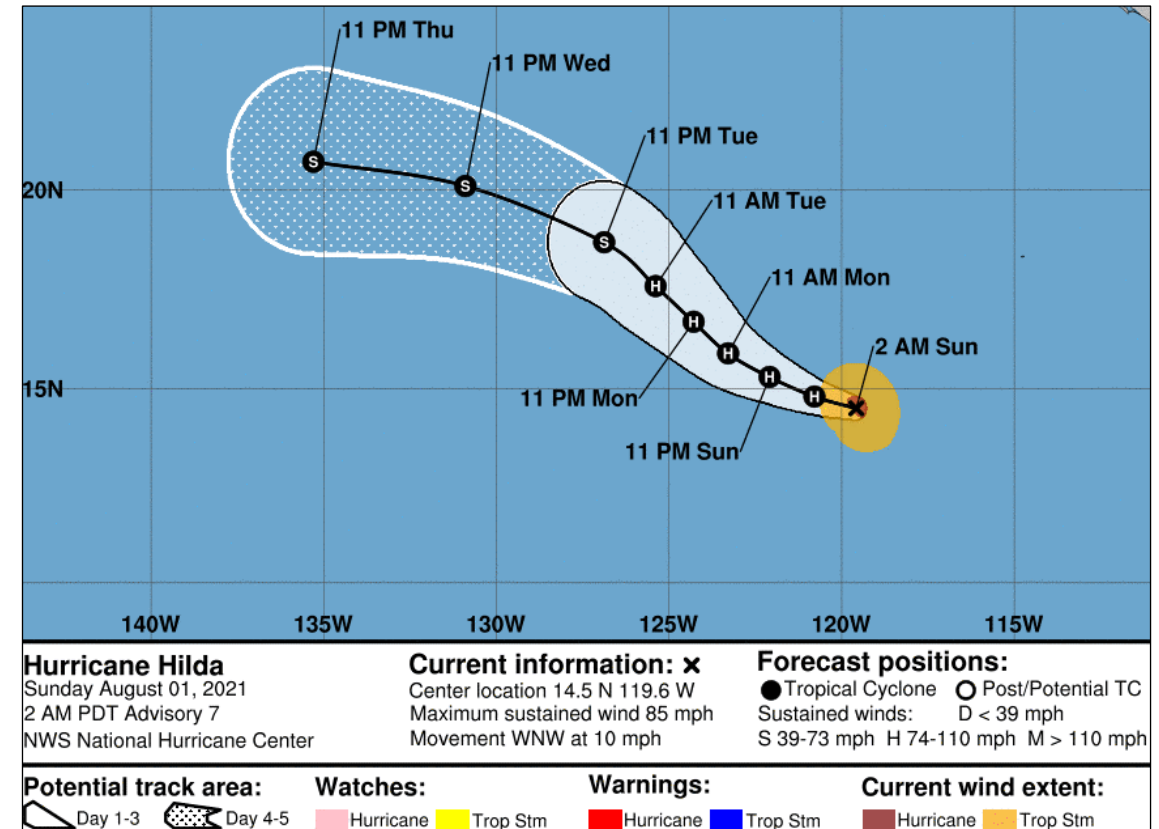 11 PM Thu
11 PM Wed
11 PM Tue
S
S
20N
11 AM Tue
S
H
11 AM Mon
H
2 AM Sun
H
15N
H
H
11 PM Mon
11 PM Sun
140W 135W 130W 125W 120W 115W
Hurricane Hilda
Sunday August 01, 2021
2 AM PDT Advisory 7
NWS National Hurricane Center
Current information: ×
Center location 14.5 N 119.6 W
Maximum sustained wind 85 mph
Movement WNW at 10 mph
Forecast positions:
Tropical Cyclone Post/Potential TC
Sustained winds: D < 39 mph
S 39-73 mph H 74-110 mph M > 110 mph
Potential track area:
Day 1-3 Day 4-5
Watches:
Hurricane Trop Stm
Warnings:
Hurricane Trop Stm
Current wind extent:
Hurricane Trop Stm